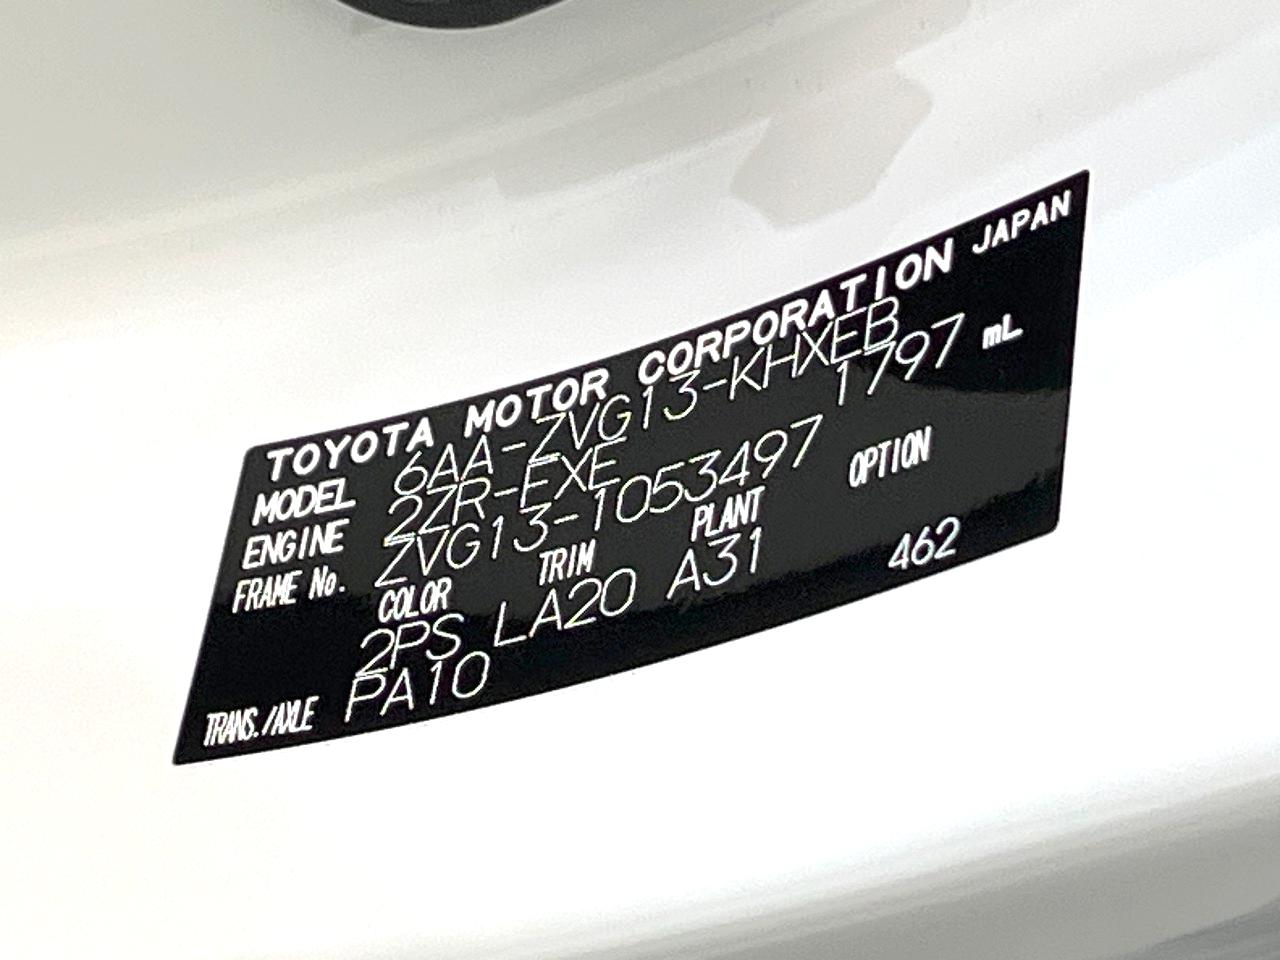 TOYOTA MOTOR CORPORATION JAPAN
MODEL 6AA-ZVG13-KHXEB
ENGINE 2ZR-EXE 1797 mL
FRAME No. ZVG13-1053497
COLOR TRIM PLANT OPTION
2PS LA20 A31 462
TRANS./AXLE PA10